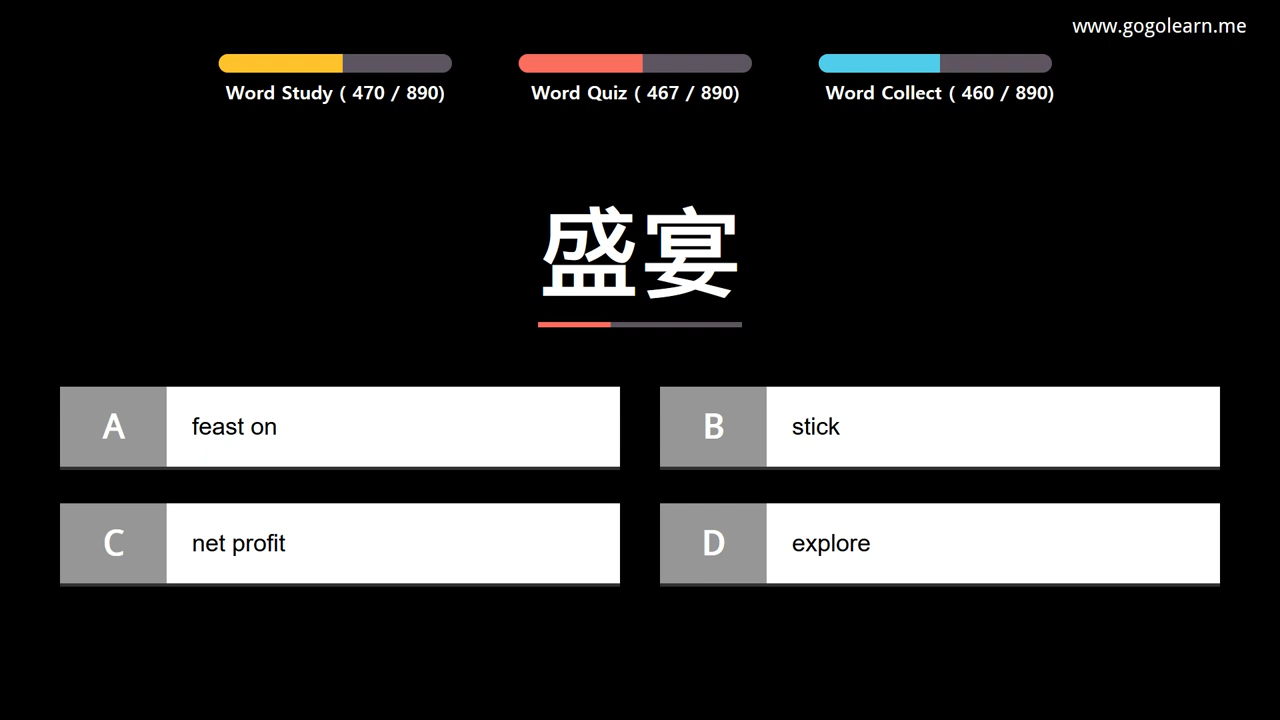 www.gogolearn.me
Word Study ( 470 / 890)
Word Quiz ( 467 / 890)
Word Collect ( 460 / 890)
盛宴
A feast on
B stick
C net profit
D explore